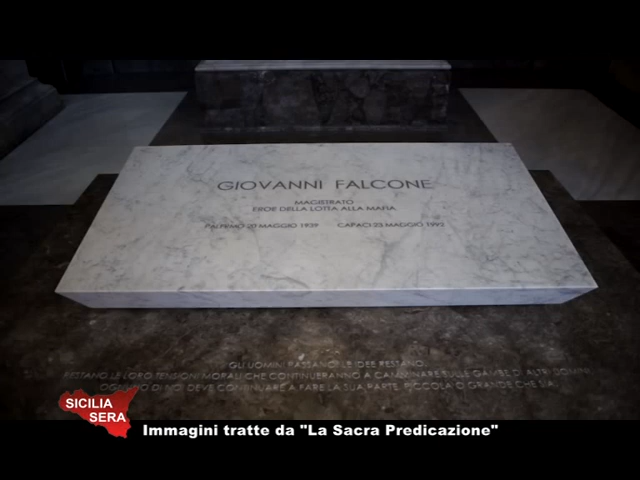 GIOVANNI FALCONE
MAGISTRATO
EROE DELLA LOTTA ALLA MAFIA
PALERMO 20 MAGGIO 1939 CAPACI 23 MAGGIO 1992
GLI UOMINI PASSANO, LE IDEE RESTANO.
RESTANO LE LORO TENSIONI MORALI CHE CONTINUERANNO A CAMMINARE SULLE GAMBE DI ALTRI UOMINI.
OGNUNO DI NOI DEVE CONTINUARE A FARE LA SUA PARTE, PICCOLA O GRANDE CHE SIA.
SICILIA
SERA
Immagini tratte da "La Sacra Predicazione"